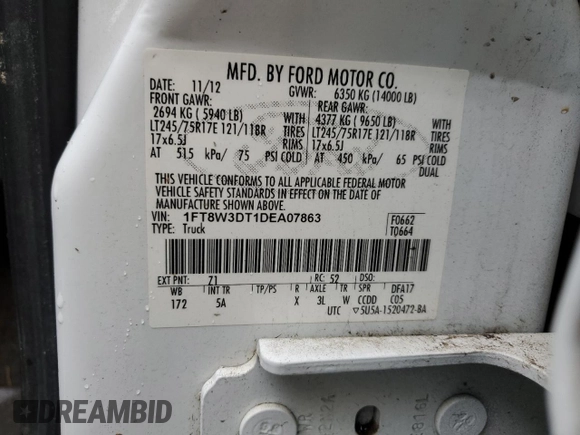 MFD. BY FORD MOTOR CO.
DATE: 11/12 GVWR: 6350 KG (14000 LB)
FRONT GAWR: REAR GAWR:
2694 KG ( 5940 LB) WITH 4377 KG ( 9650 LB) WITH
LT245/75R17E 121/118R TIRES LT245/75R17E 121/118R TIRES
17x6.5J RIMS 17x6.5J RIMS
AT 515 kPa/ 75 PSI COLD AT 450 kPa/ 65 PSI COLD
DUAL
THIS VEHICLE CONFORMS TO ALL APPLICABLE FEDERAL MOTOR
VEHICLE SAFETY STANDARDS IN EFFECT ON THE DATE OF MANUFACTURE
SHOWN ABOVE.
VIN: 1FT8W3DT1DEA07863 F0662
TYPE: Truck T0664
EXT PNT: Z1 RC: 52 DSO:
WB INT TR TP/PS R AXLE TR SPR DFA17
172 5A X 3L W CCDD C05
UTC ▽5U5A-1520472-BA
DREAMBID